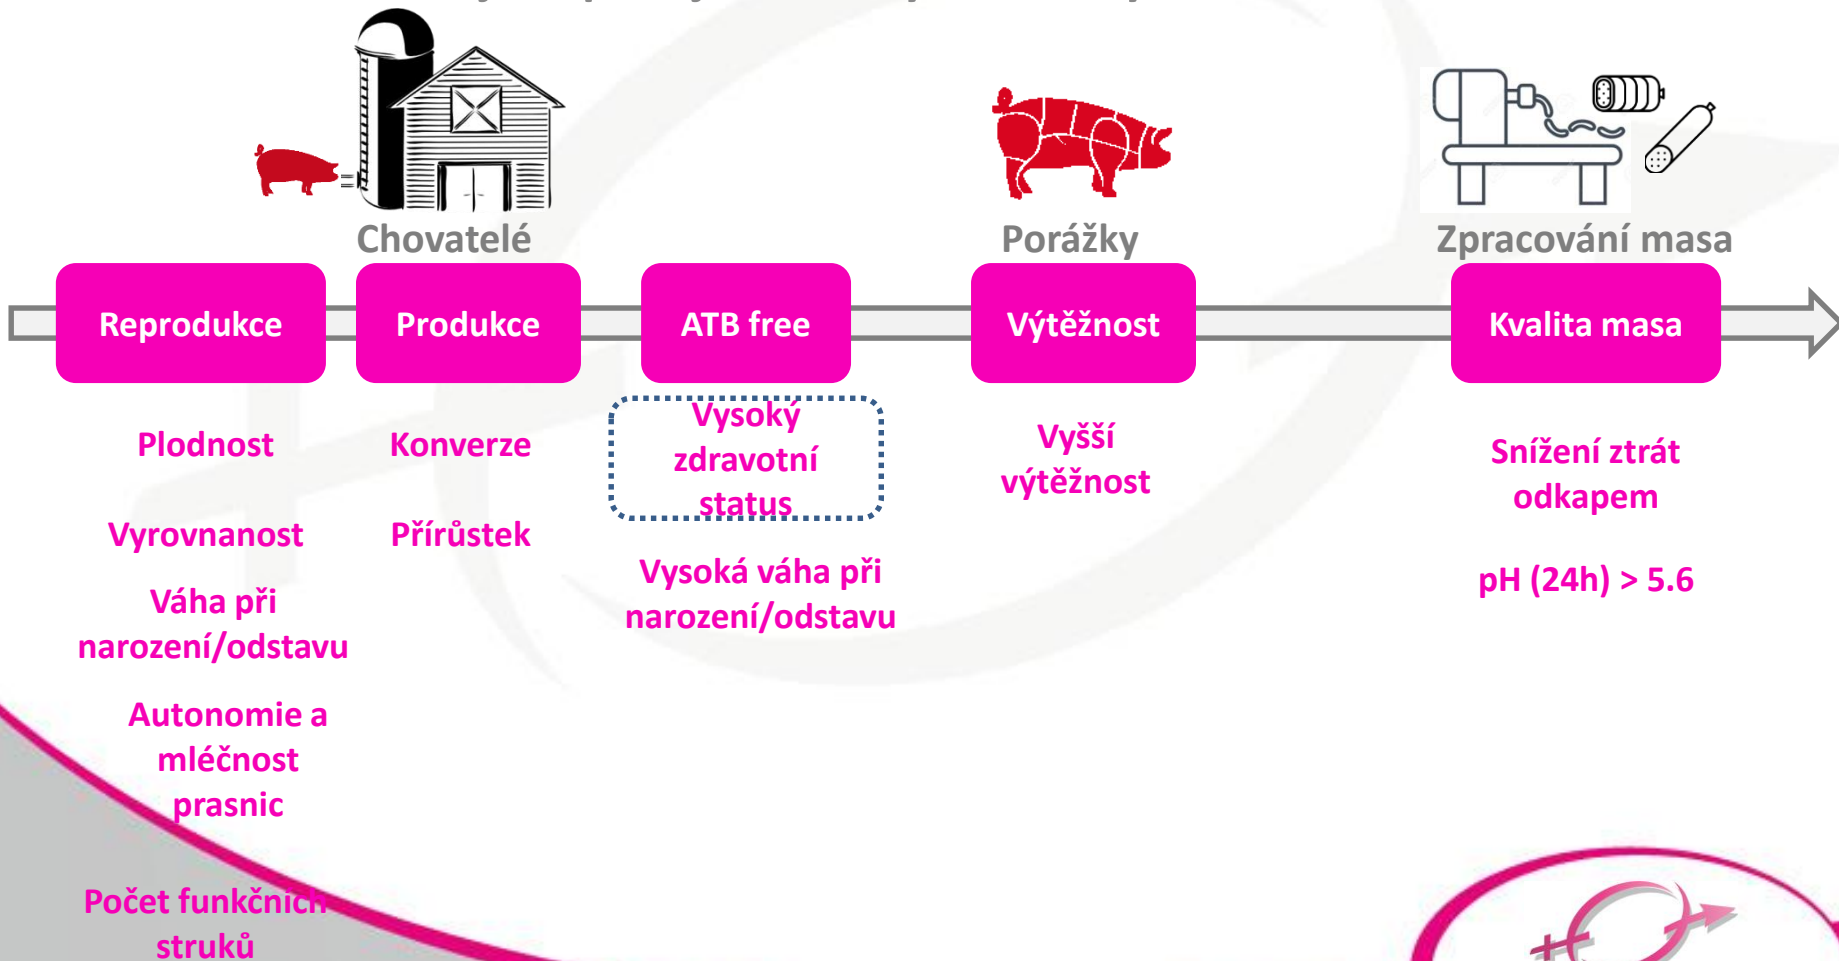 Chovatelé
Porážky
Zpracování masa
Reprodukce
Produkce
ATB free
Výtěžnost
Kvalita masa
Plodnost
Vyrovnanost
Váha při
narození/odstavu
Autonomie a
mléčnost
prasnic
Počet funkčních
struků
Konverze
Přírůstek
Vysoký
zdravotní
status
Vysoká váha při
narození/odstavu
Vyšší
výtěžnost
Snížení ztrát
odkapem
pH (24h) > 5.6